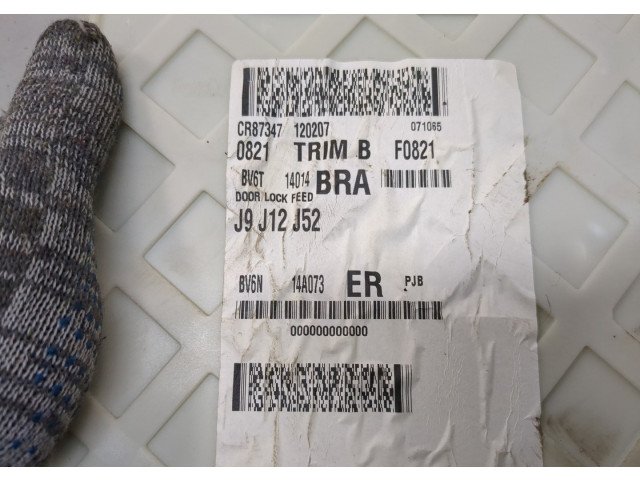 CR87347 120207 071065
0821 TRIM B F0821
BV6T 14014 BRA
DOOR LOCK FEED
J9 J12 J52
BV6N 14A073 ER PJB
000000000000